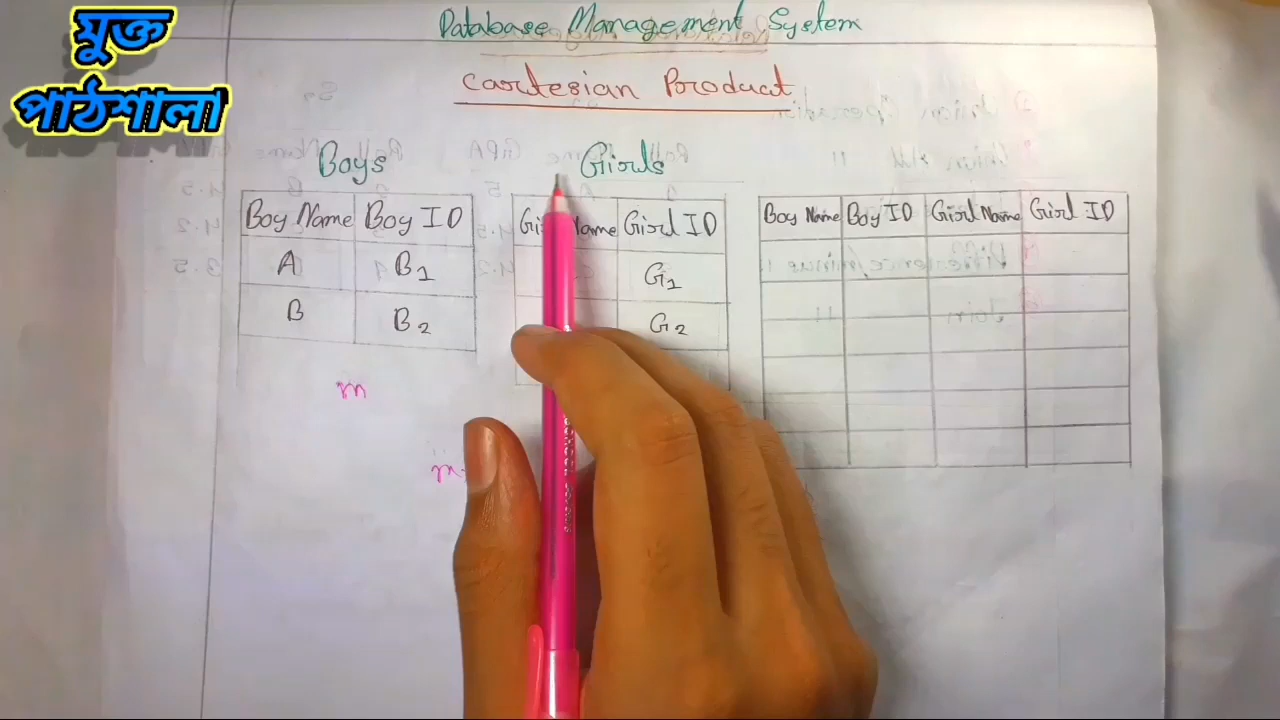 মুক্ত
পাঠশালা
Database Management System
Cartesian Product
Boys
Boy Name Boy ID
A B1
B B2
m
Girls
Name Girl ID
G1
G2
m
Boy Name Boy ID Girl Name Girl ID